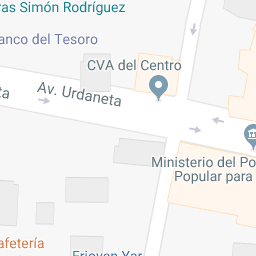 ras Simón Rodríguez
anco del Tesoro
CVA del Centro
Av. Urdaneta
ta
Ministerio del Po
Popular para
afetería
Frioven Yar